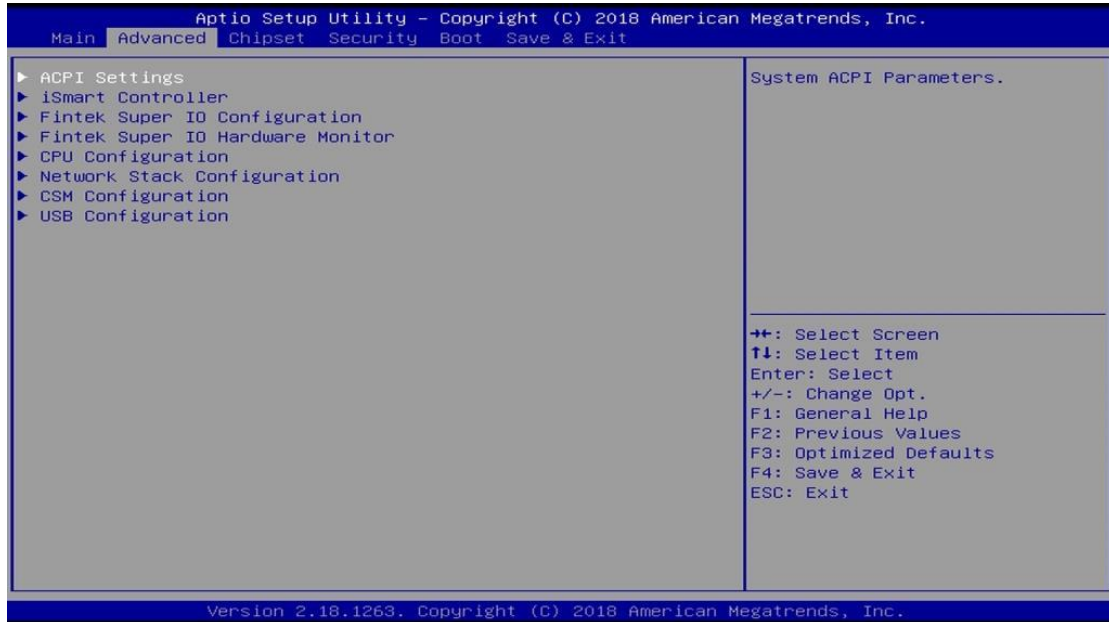 Aptio Setup Utility – Copyright (C) 2018 American Megatrends, Inc.
Main Advanced Chipset Security Boot Save & Exit
▶ ACPI Settings
▶ iSmart Controller
▶ Fintek Super IO Configuration
▶ Fintek Super IO Hardware Monitor
▶ CPU Configuration
▶ Network Stack Configuration
▶ CSM Configuration
▶ USB Configuration
System ACPI Parameters.
→←: Select Screen
↑↓: Select Item
Enter: Select
+/-: Change Opt.
F1: General Help
F2: Previous Values
F3: Optimized Defaults
F4: Save & Exit
ESC: Exit
Version 2.18.1263. Copyright (C) 2018 American Megatrends, Inc.